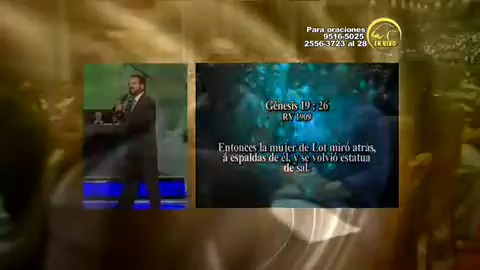 Para oraciones
9516-5025
2556-3723 al 28
EN VIVO
Génesis 19 : 26
RV 1909
Entonces la mujer de Lot miró atrás,
á espaldas de él, y se volvió estatua
de sal.